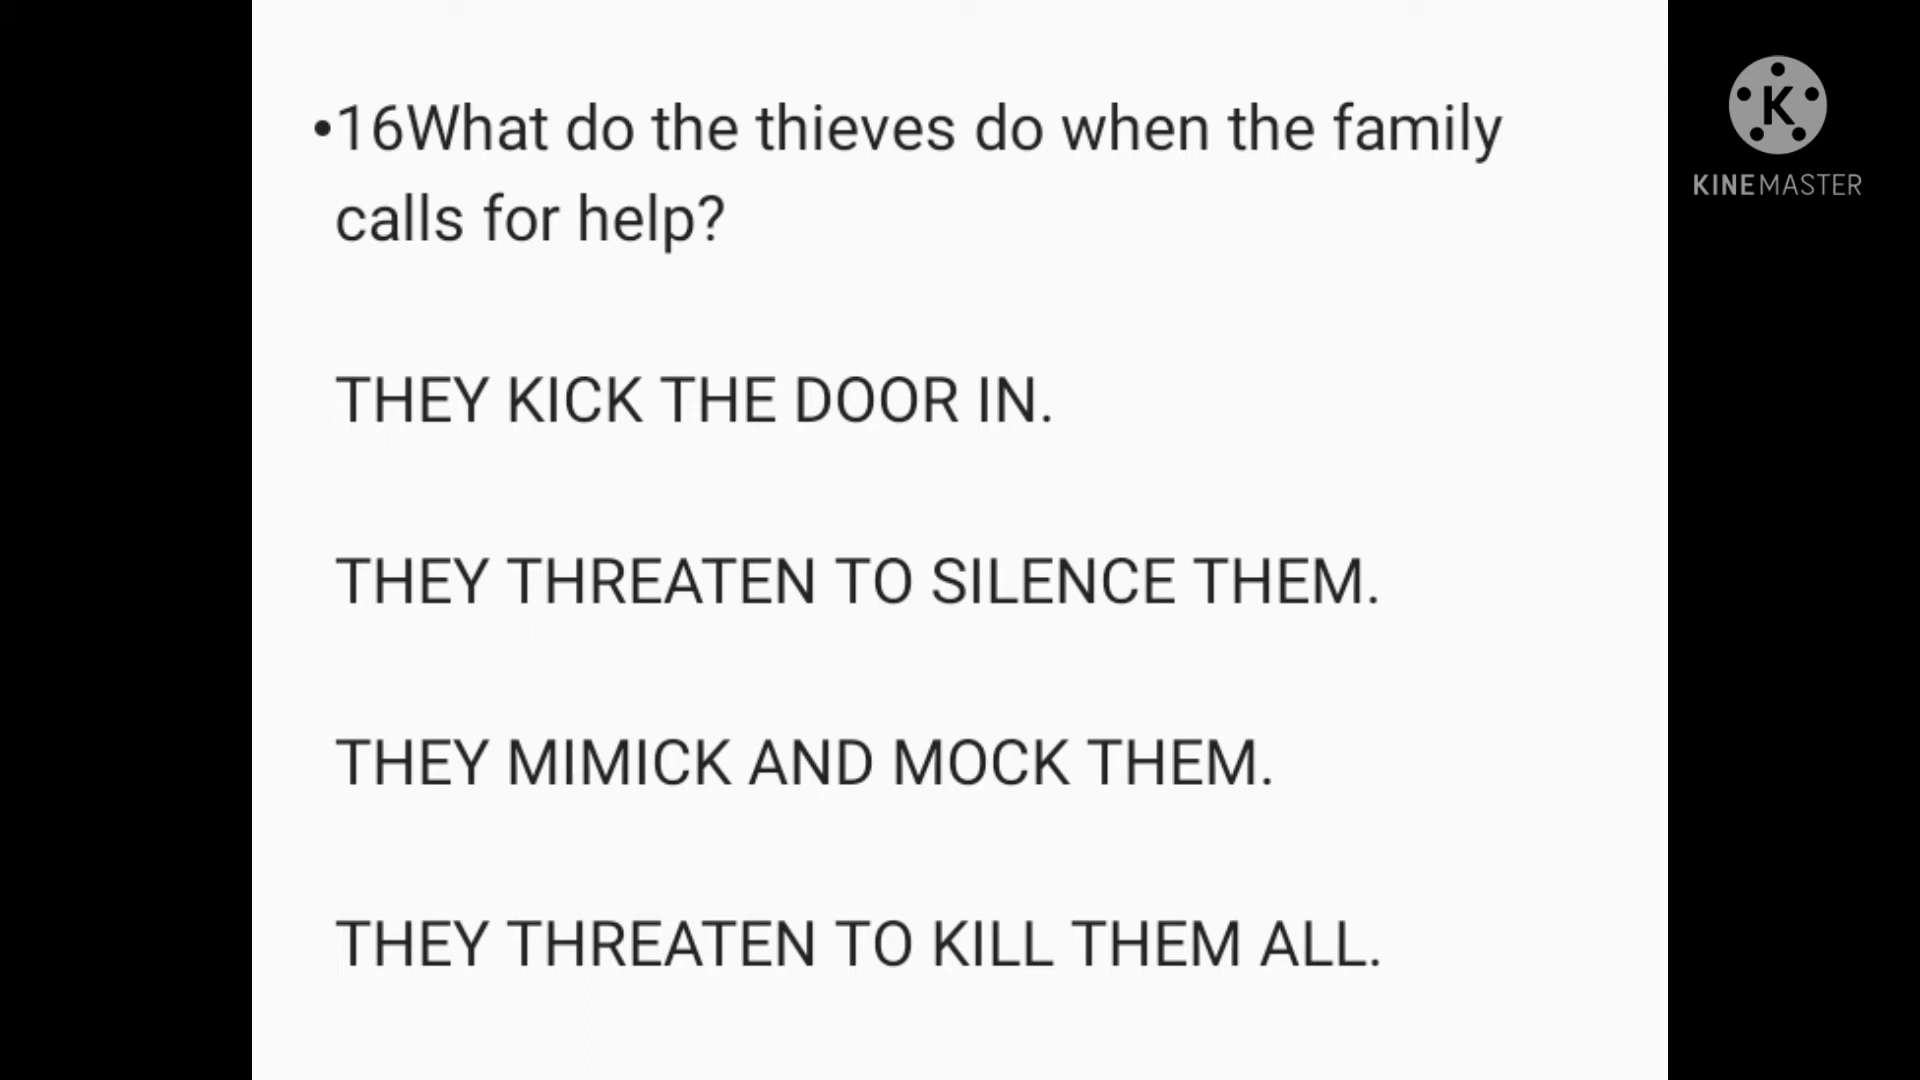 •16What do the thieves do when the family
calls for help?
THEY KICK THE DOOR IN.
THEY THREATEN TO SILENCE THEM.
THEY MIMICK AND MOCK THEM.
THEY THREATEN TO KILL THEM ALL.
K
KINEMASTER